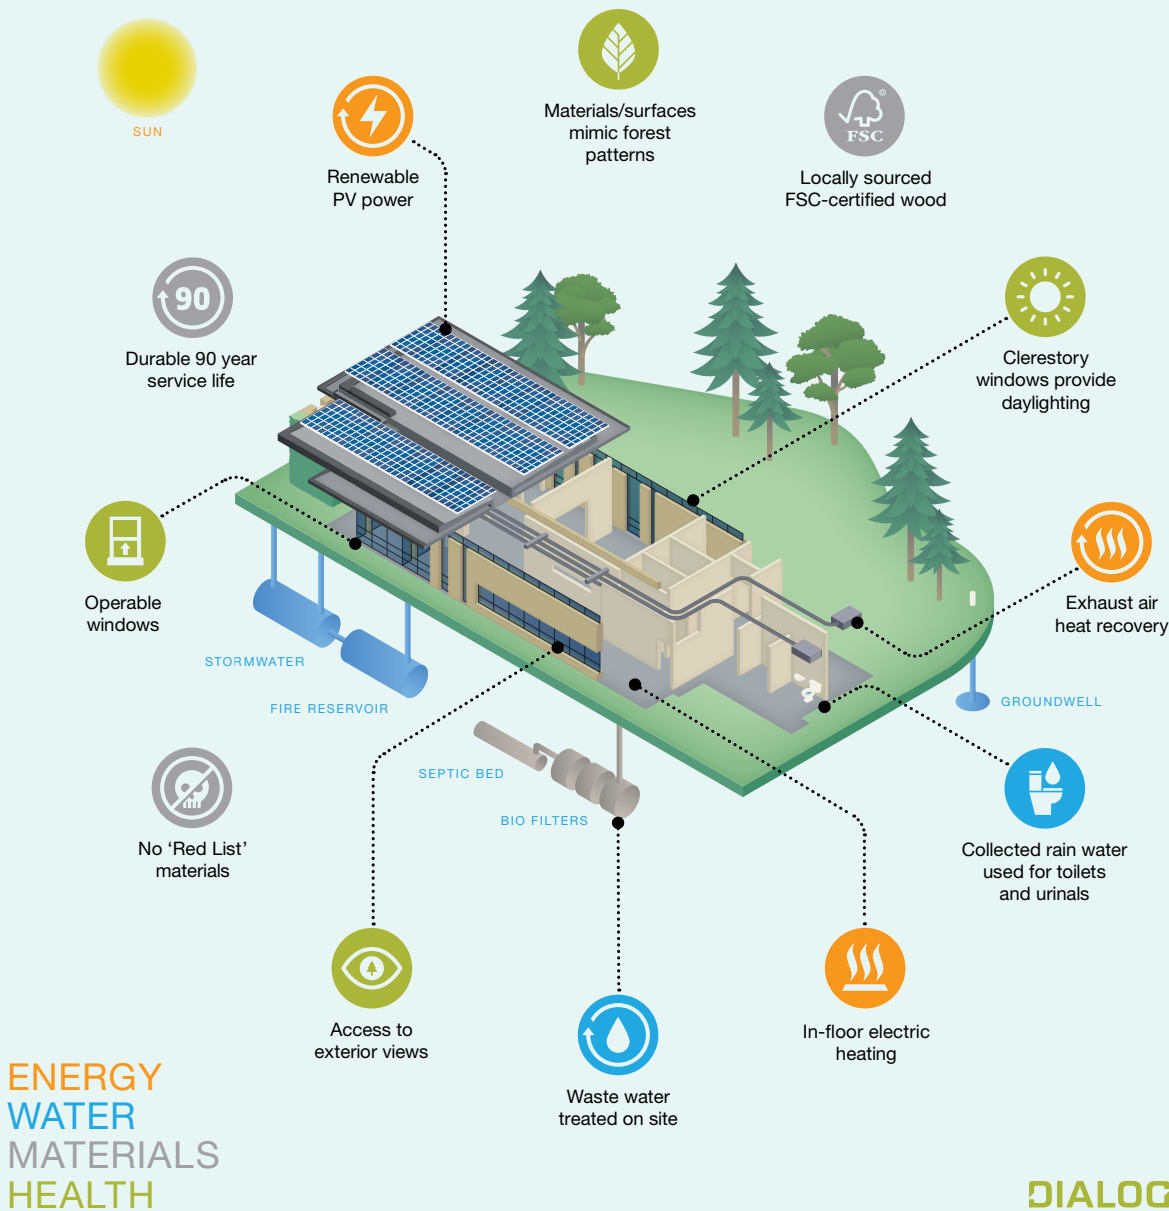 SUN
Renewable
PV power
Materials/surfaces
mimic forest
patterns
©
FSC
Locally sourced
FSC-certified wood
90
Durable 90 year
service life
Clerestory
windows provide
daylighting
Operable
windows
Exhaust air
heat recovery
STORMWATER
FIRE RESERVOIR
GROUNDWELL
SEPTIC BED
BIO FILTERS
No ‘Red List’
materials
Collected rain water
used for toilets
and urinals
Access to
exterior views
In-floor electric
heating
Waste water
treated on site
ENERGY
WATER
MATERIALS
HEALTH
DIALOG